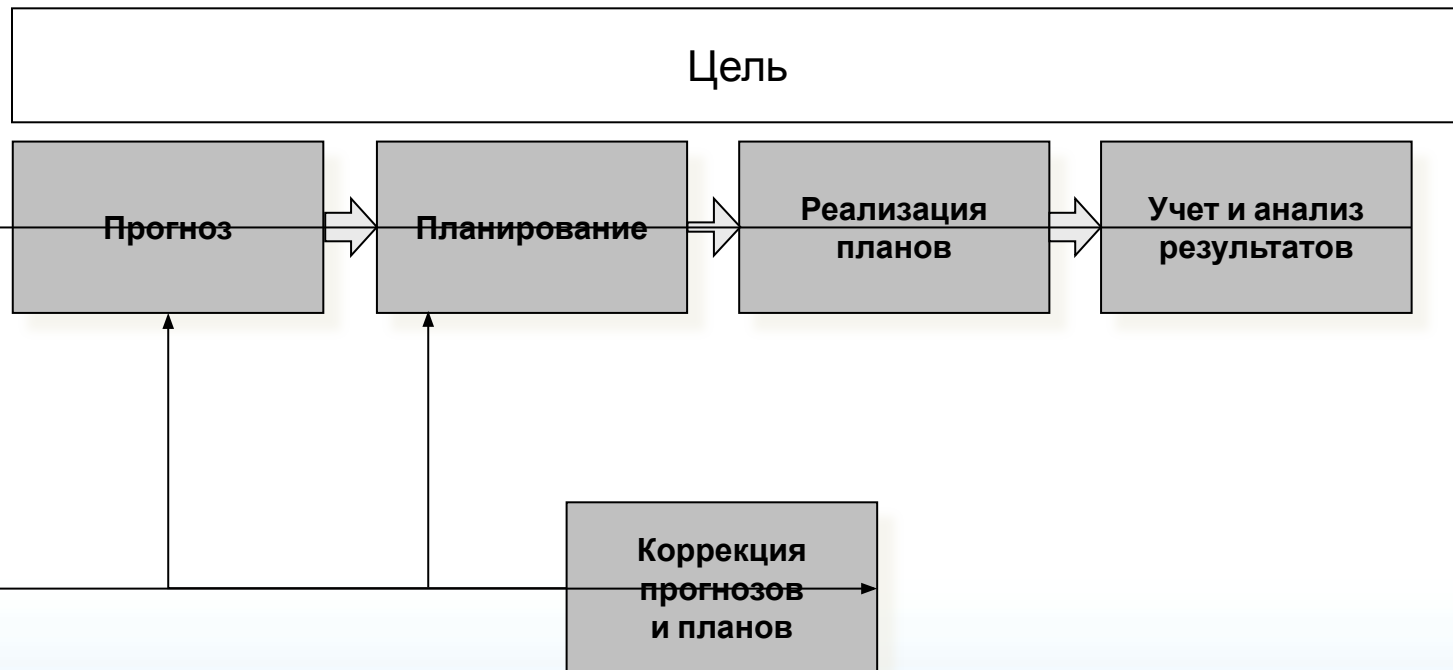 Цель
Прогноз
Планирование
Реализация
планов
Учет и анализ
результатов
Коррекция
прогнозов
и планов